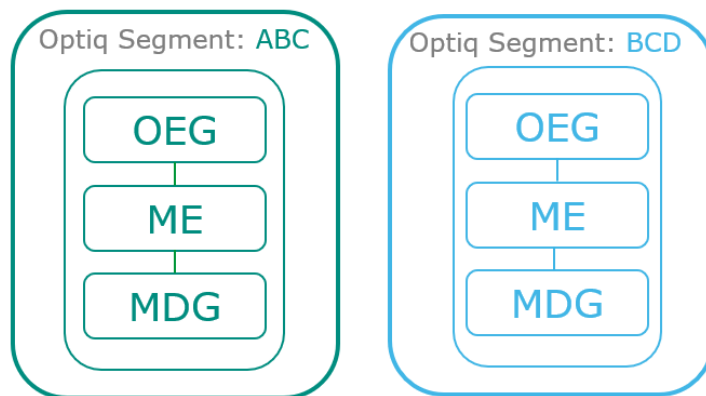 Optiq Segment: ABC
OEG
ME
MDG
Optiq Segment: BCD
OEG
ME
MDG